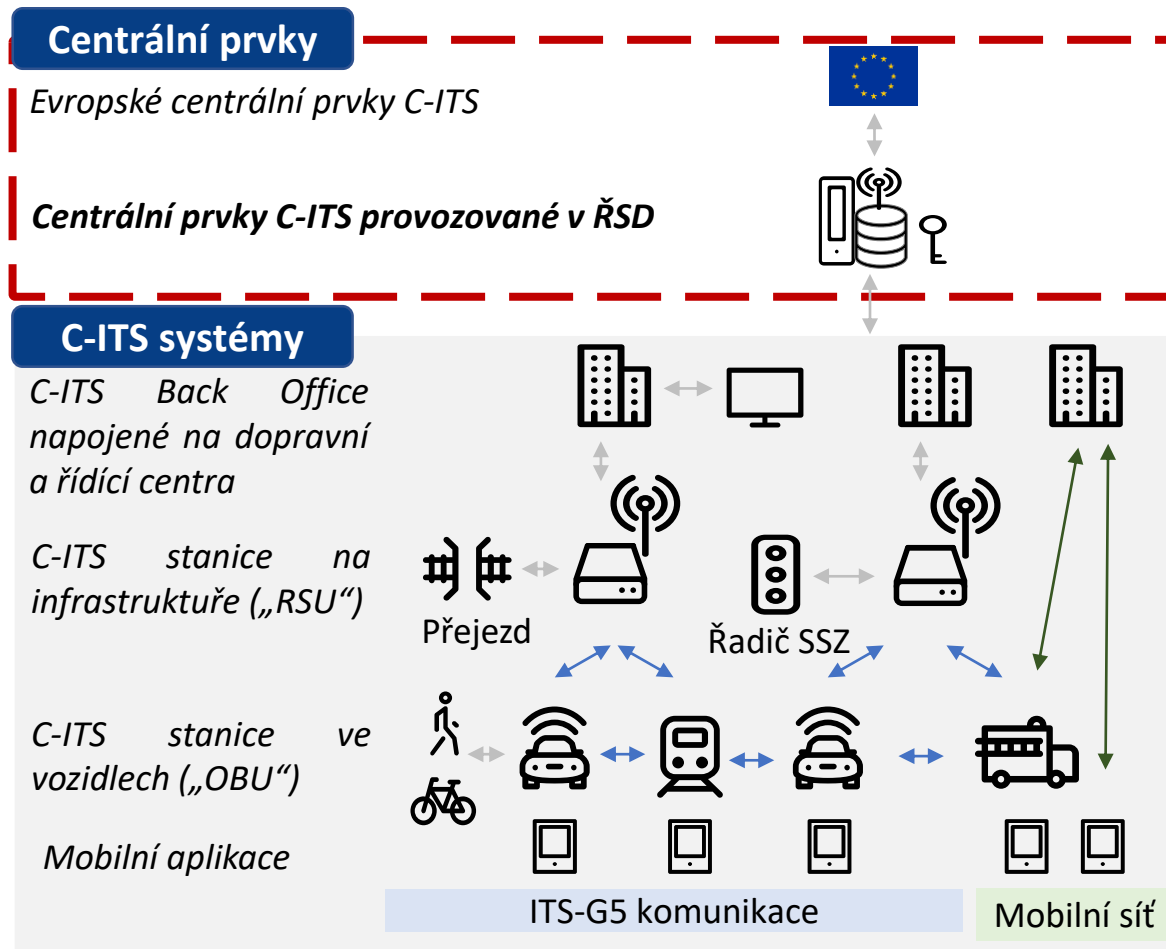 Centrální prvky
Evropské centrální prvky C-ITS
Centrální prvky C-ITS provozované v ŘSD
C-ITS systémy
C-ITS Back Office
napojené na dopravní
a řídící centra
C-ITS stanice na
infrastruktuře („RSU“)
Přejezd
Řadič SSZ
C-ITS stanice ve
vozidlech („OBU“)
Mobilní aplikace
ITS-G5 komunikace
Mobilní síť